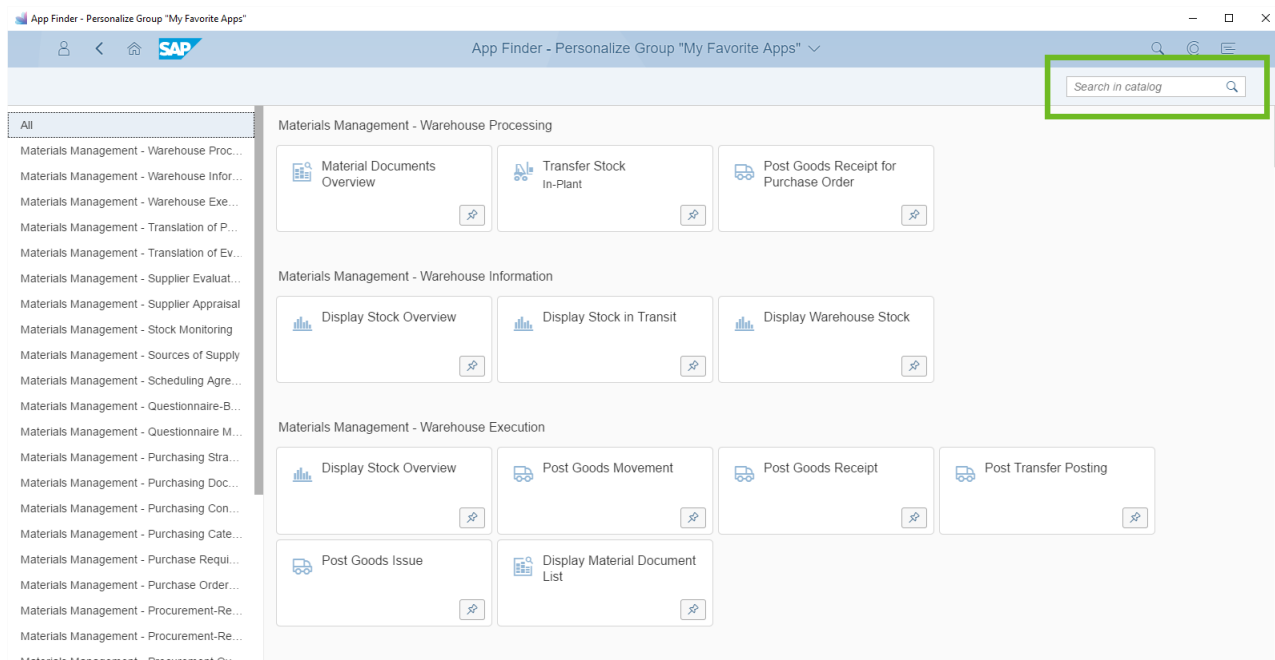 App Finder - Personalize Group "My Favorite Apps"
SAP
App Finder - Personalize Group "My Favorite Apps"
Search in catalog
All
Materials Management - Warehouse Proc...
Materials Management - Warehouse Infor...
Materials Management - Warehouse Exe...
Materials Management - Translation of P...
Materials Management - Translation of Ev...
Materials Management - Supplier Evaluat...
Materials Management - Supplier Appraisal
Materials Management - Stock Monitoring
Materials Management - Sources of Supply
Materials Management - Scheduling Agre...
Materials Management - Questionnaire-B...
Materials Management - Questionnaire M...
Materials Management - Purchasing Stra...
Materials Management - Purchasing Doc...
Materials Management - Purchasing Con...
Materials Management - Purchasing Cate...
Materials Management - Purchase Requi...
Materials Management - Purchase Order...
Materials Management - Procurement-Re...
Materials Management - Procurement-Re...
Materials Management - Warehouse Processing
Material Documents
Overview
Transfer Stock
In-Plant
Post Goods Receipt for
Purchase Order
Materials Management - Warehouse Information
Display Stock Overview
Display Stock in Transit
Display Warehouse Stock
Materials Management - Warehouse Execution
Display Stock Overview
Post Goods Movement
Post Goods Receipt
Post Transfer Posting
Post Goods Issue
Display Material Document
List